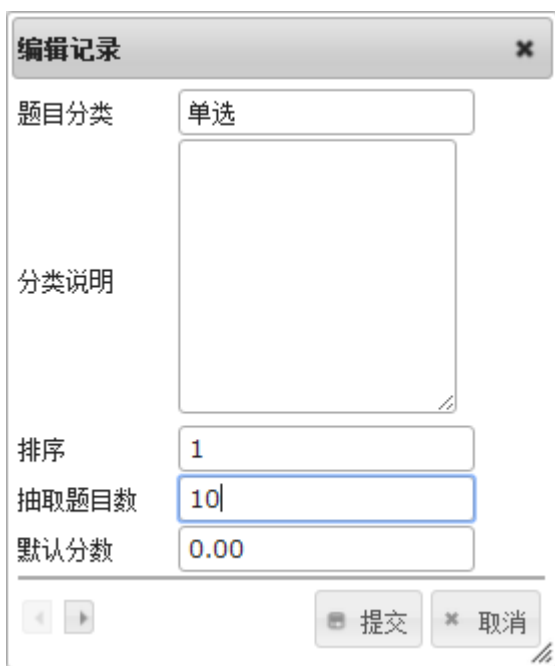 编辑记录
题目分类 单选
分类说明
排序 1
抽取题目数 10
默认分数 0.00
提交 取消